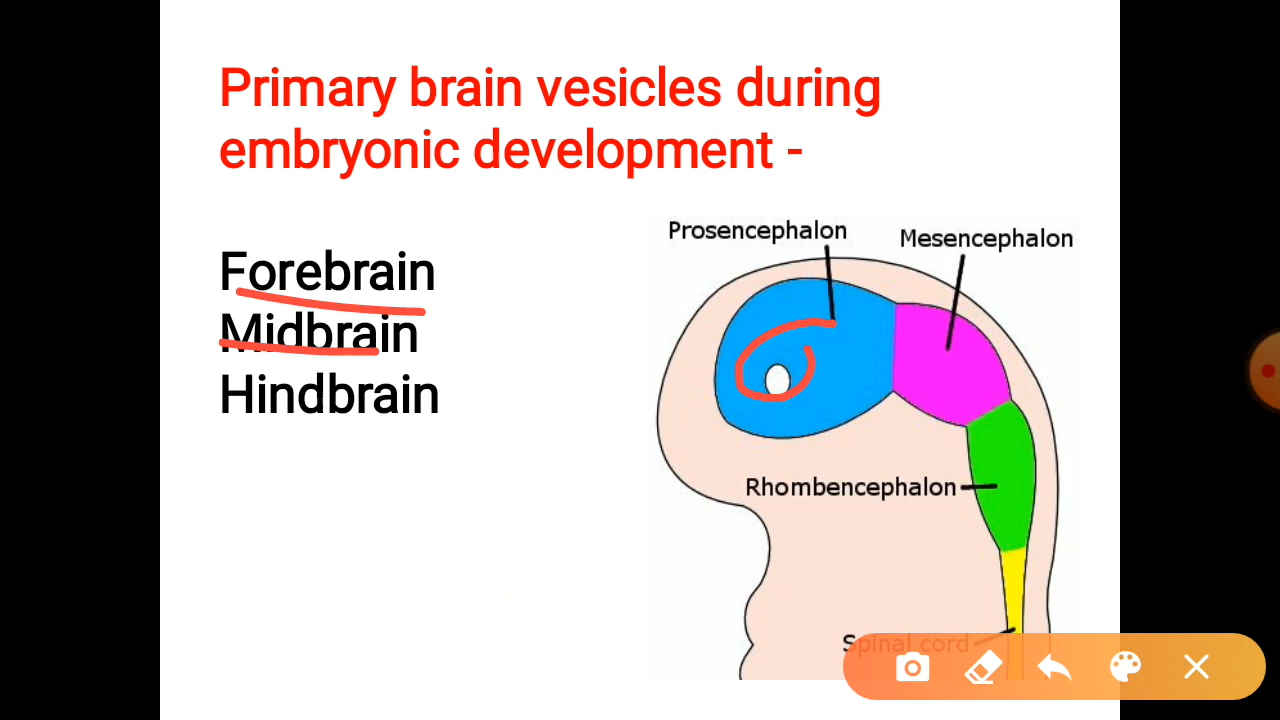 Primary brain vesicles during
embryonic development -
Forebrain
Midbrain
Hindbrain
Prosencephalon
Mesencephalon
Rhombencephalon
Spinal cord